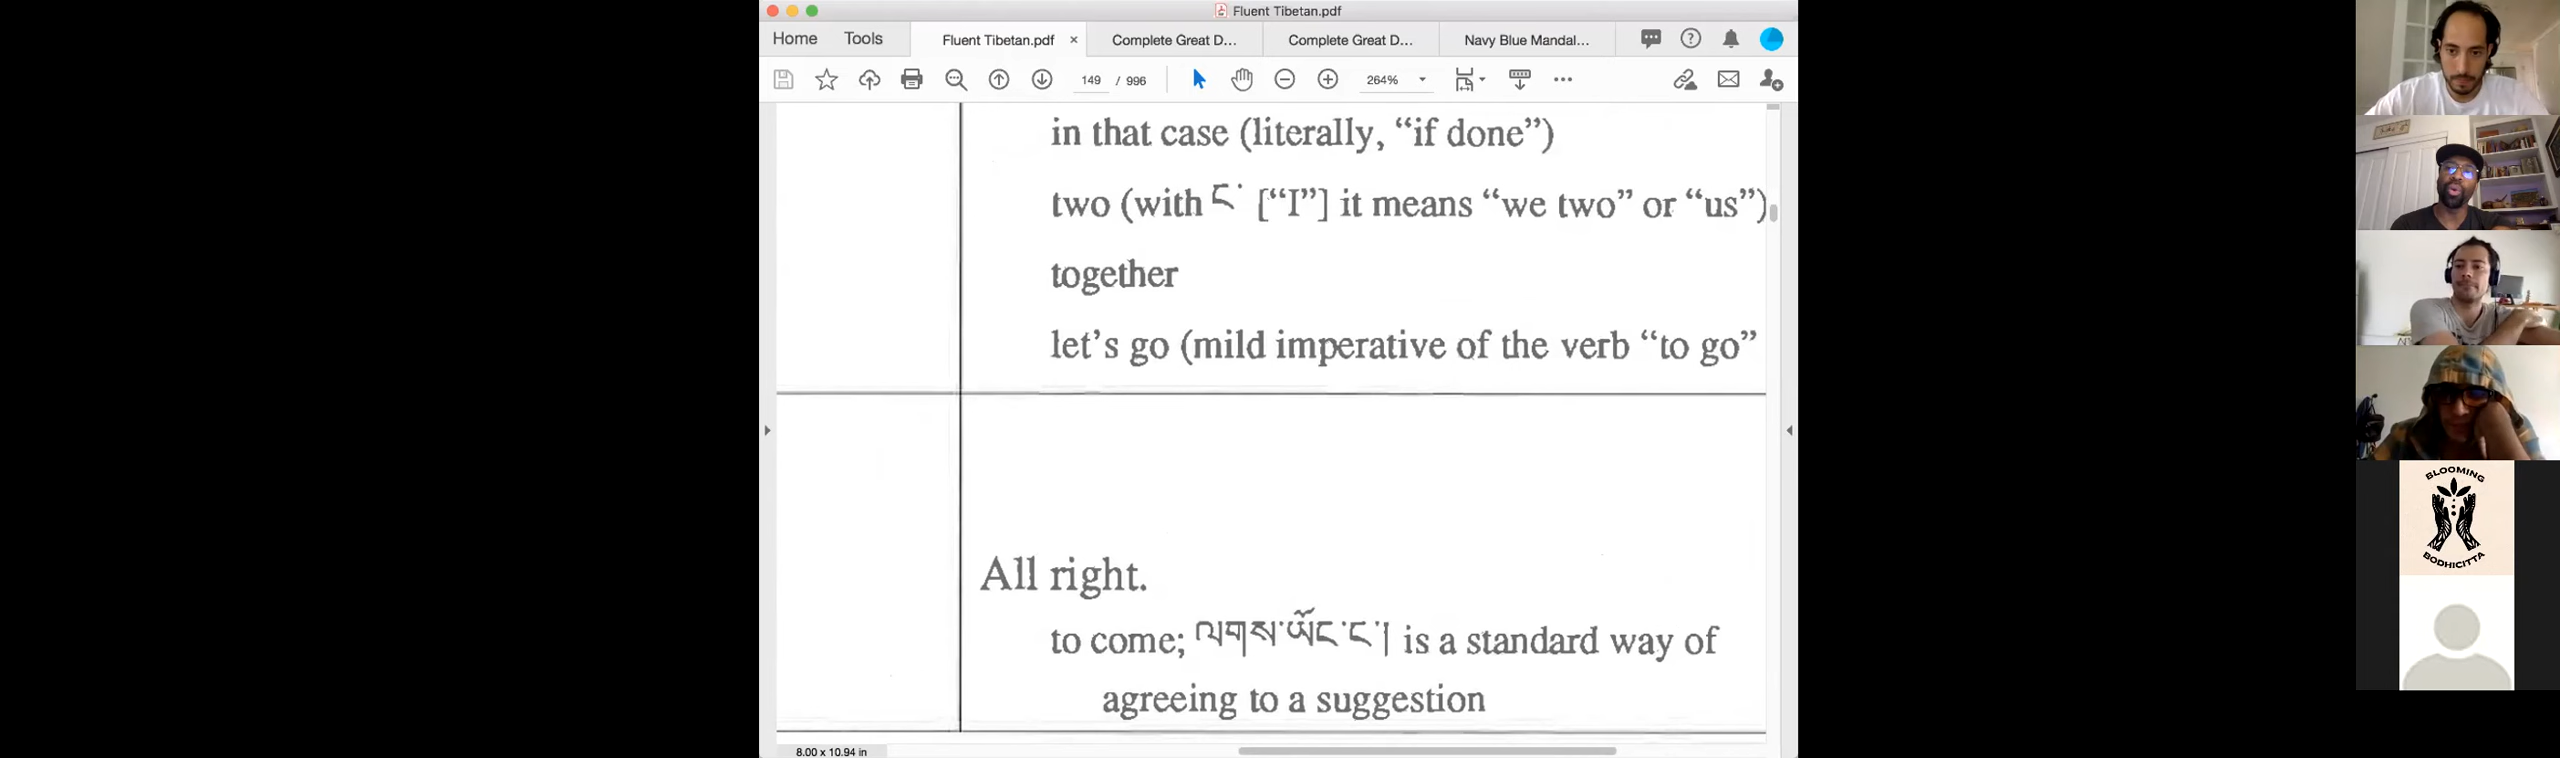 Fluent Tibetan.pdf
Home Tools Fluent Tibetan.pdf × Complete Great D... Complete Great D... Navy Blue Mandal...
149 / 996 264%
in that case (literally, “if done”)
two (with ང་ [“I”] it means “we two” or “us”)
together
let’s go (mild imperative of the verb “to go”
All right.
to come; ལགས་ཡོང་ང་། is a standard way of
agreeing to a suggestion
8.00 x 10.94 in
BLOOMING
BODHICITTA